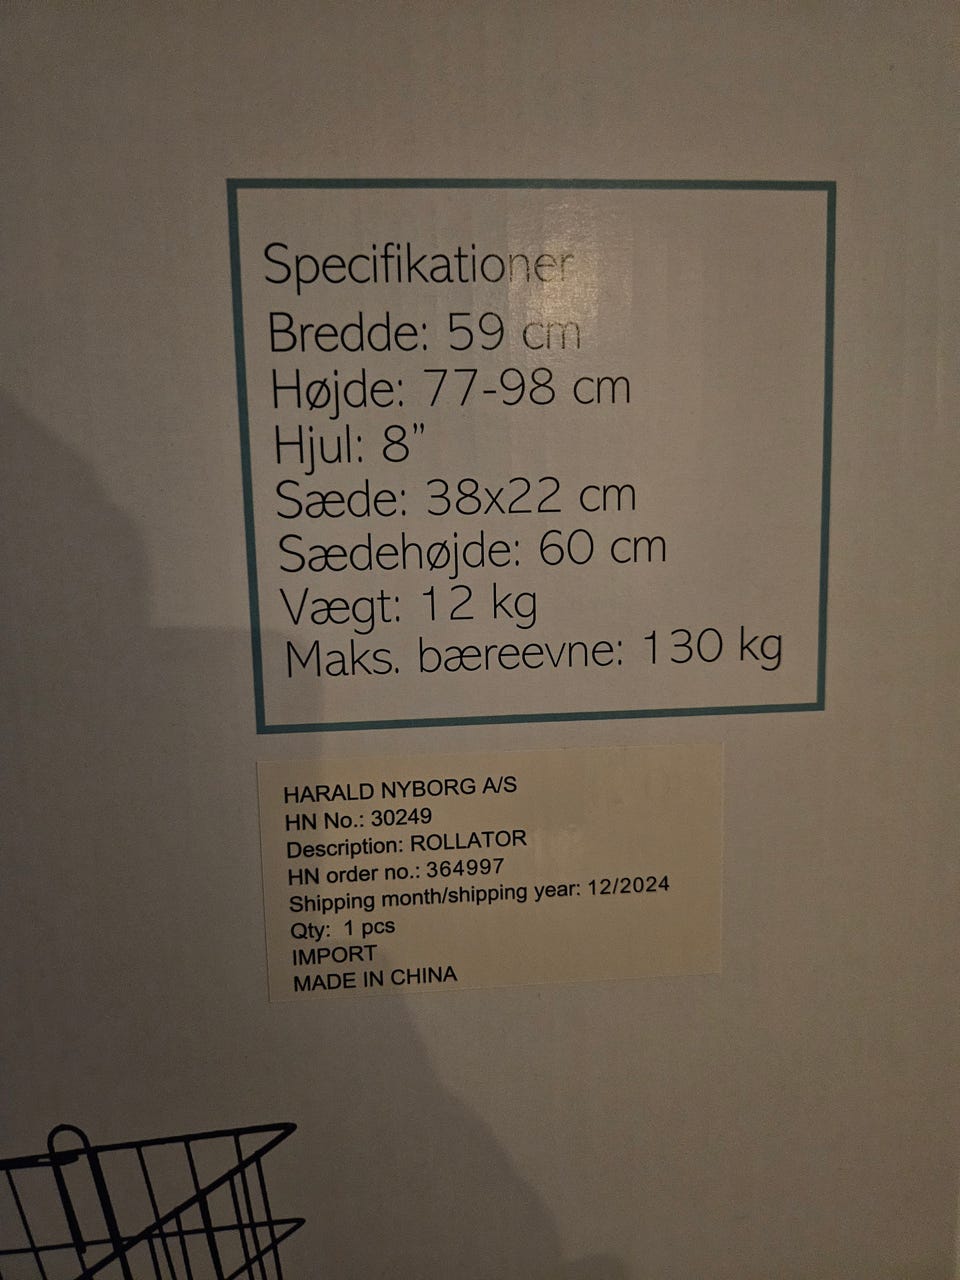 Specifikationer
Bredde: 59 cm
Højde: 77-98 cm
Hjul: 8”
Sæde: 38x22 cm
Sædehøjde: 60 cm
Vægt: 12 kg
Maks. bæreevne: 130 kg
HARALD NYBORG A/S
HN No.: 30249
Description: ROLLATOR
HN order no.: 364997
Shipping month/shipping year: 12/2024
Qty:  1 pcs
IMPORT
MADE IN CHINA